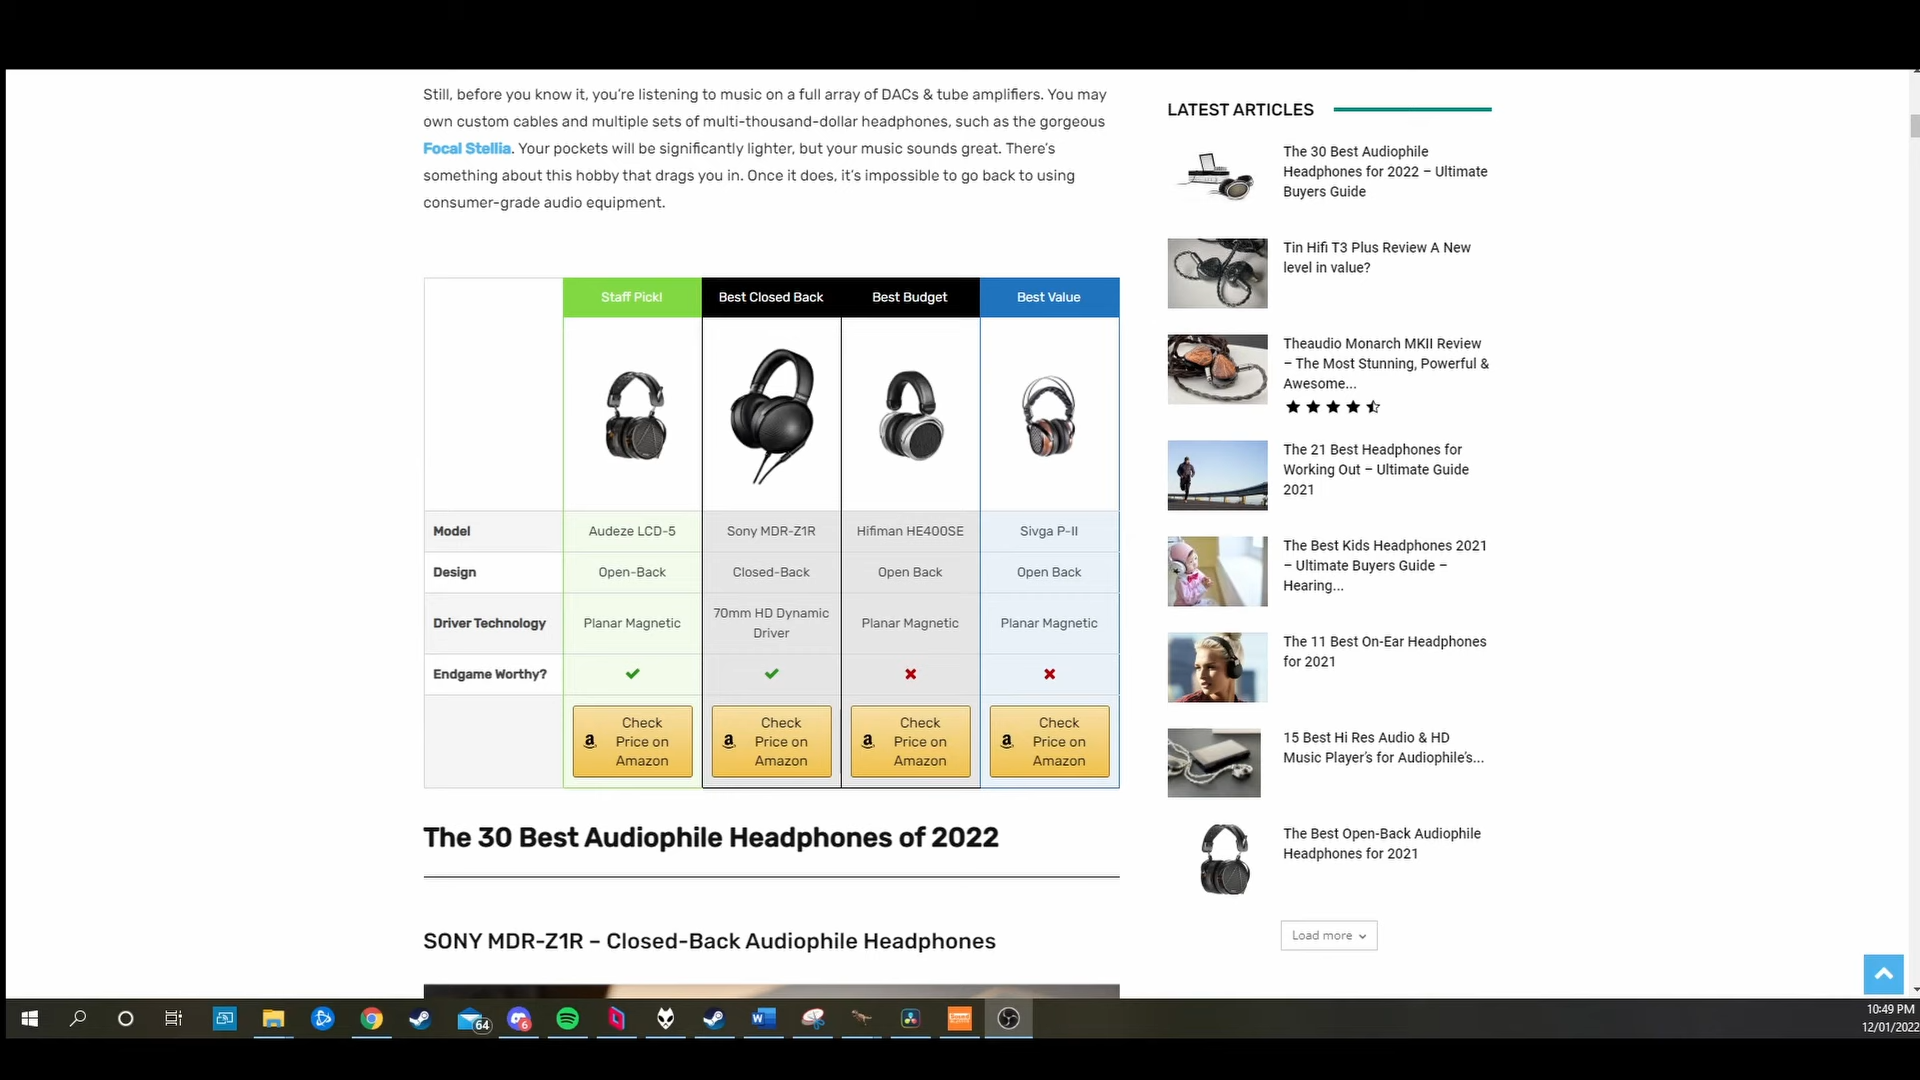 Still, before you know it, you’re listening to music on a full array of DACs & tube amplifiers. You may
own custom cables and multiple sets of multi-thousand-dollar headphones, such as the gorgeous
Focal Stellia. Your pockets will be significantly lighter, but your music sounds great. There’s
something about this hobby that drags you in. Once it does, it’s impossible to go back to using
consumer-grade audio equipment.
Staff Pick! Best Closed Back Best Budget Best Value
Model Audeze LCD-5 Sony MDR-Z1R Hifiman HE400SE Sivga P-II
Design Open-Back Closed-Back Open Back Open Back
Driver Technology Planar Magnetic 70mm HD Dynamic Driver Planar Magnetic Planar Magnetic
Endgame Worthy?
Check Price on Amazon Check Price on Amazon Check Price on Amazon Check Price on Amazon
The 30 Best Audiophile Headphones of 2022
SONY MDR-Z1R – Closed-Back Audiophile Headphones
LATEST ARTICLES
The 30 Best Audiophile
Headphones for 2022 – Ultimate
Buyers Guide
Tin Hifi T3 Plus Review A New
level in value?
Theaudio Monarch MKII Review
– The Most Stunning, Powerful &
Awesome...
The 21 Best Headphones for
Working Out – Ultimate Guide
2021
The Best Kids Headphones 2021
– Ultimate Buyers Guide –
Hearing...
The 11 Best On-Ear Headphones
for 2021
15 Best Hi Res Audio & HD
Music Player’s for Audiophile’s...
The Best Open-Back Audiophile
Headphones for 2021
Load more
64
6
10:49 PM
12/01/2022